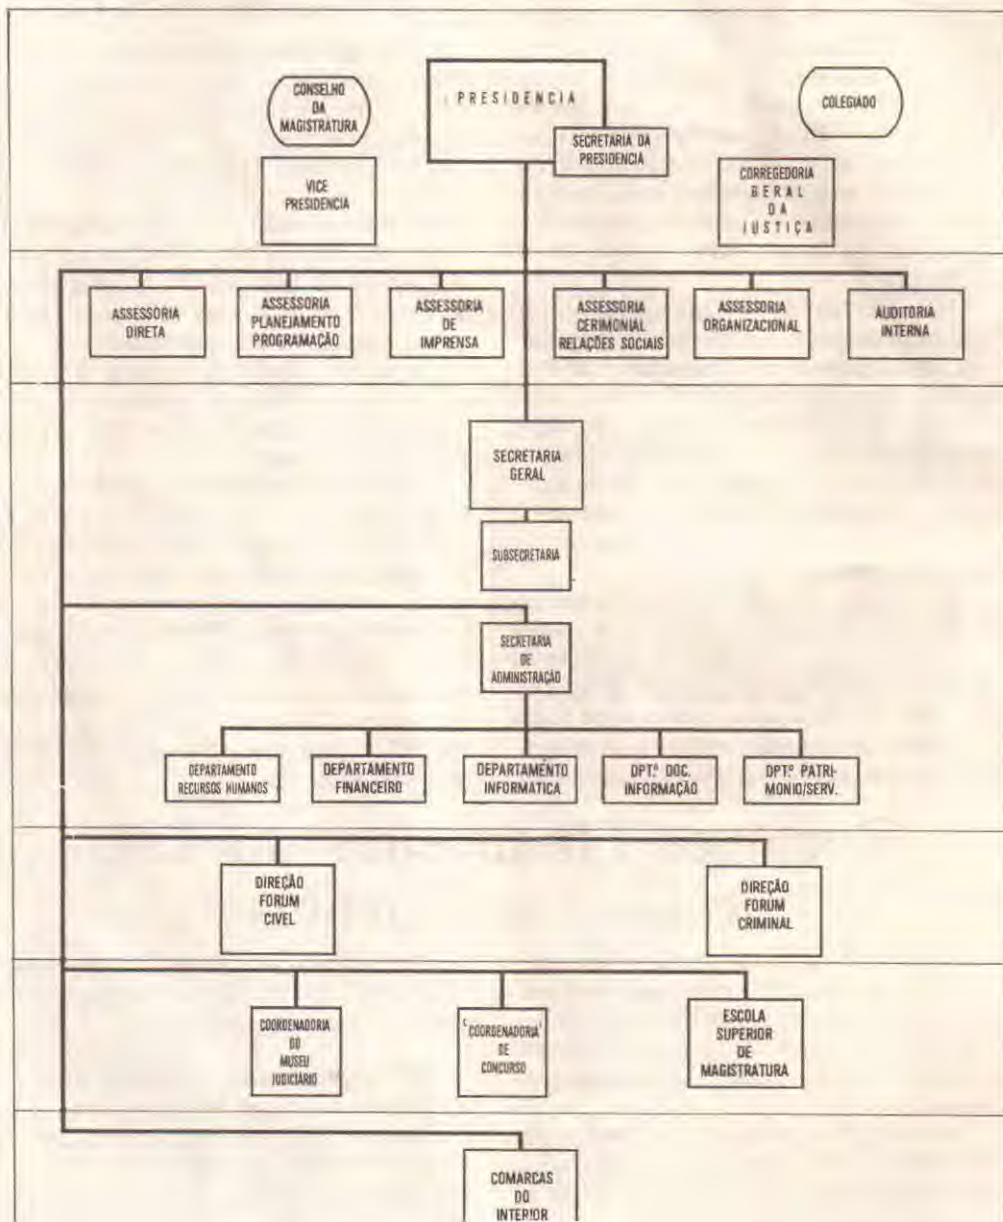 CONSELHO
DA
MAGISTRATURA
PRESIDENCIA
SECRETARIA DA
PRESIDENCIA
COLEGIADO
VICE
PRESIDENCIA
CORREGEDORIA
GERAL
DA
JUSTIÇA
ASSESSORIA
DIRETA
ASSESSORIA
PLANEJAMENTO
PROGRAMAÇÃO
ASSESSORIA
DE
IMPRENSA
ASSESSORIA
CERIMONIAL
RELAÇÕES SOCIAIS
ASSESSORIA
ORGANIZACIONAL
AUDITORIA
INTERNA
SECRETARIA
GERAL
SUBSECRETARIA
SECRETARIA
DE
ADMINISTRAÇÃO
DEPARTAMENTO
RECURSOS HUMANOS
DEPARTAMENTO
FINANCEIRO
DEPARTAMENTO
INFORMATICA
DPT.º DOC.
INFORMAÇÃO
DPT.º PATRI-
MONIO/SERV.
DIREÇÃO
FORUM
CIVEL
DIREÇÃO
FORUM
CRIMINAL
COORDENADORIA
DO
MUSEU
JUDICIÁRIO
COORDENADORIA
DE
CONCURSO
ESCOLA
SUPERIOR
DE
MAGISTRATURA
COMARCAS
DO
INTERIOR